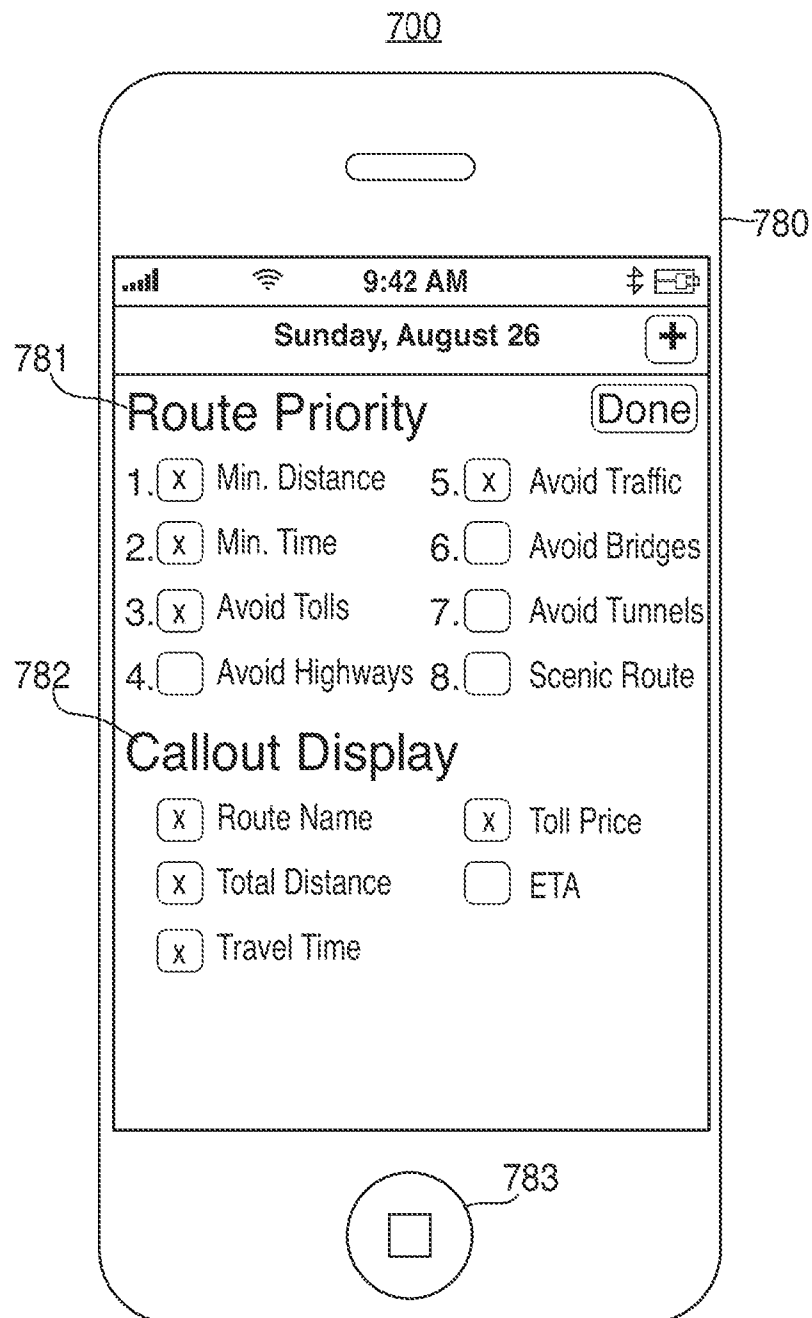 700
780
9:42 AM
Sunday, August 26 +
781
Route Priority Done
1. x Min. Distance 5. x Avoid Traffic
2. x Min. Time 6. Avoid Bridges
3. x Avoid Tolls 7. Avoid Tunnels
782
4. Avoid Highways 8. Scenic Route
Callout Display
x Route Name x Toll Price
x Total Distance ETA
x Travel Time
783